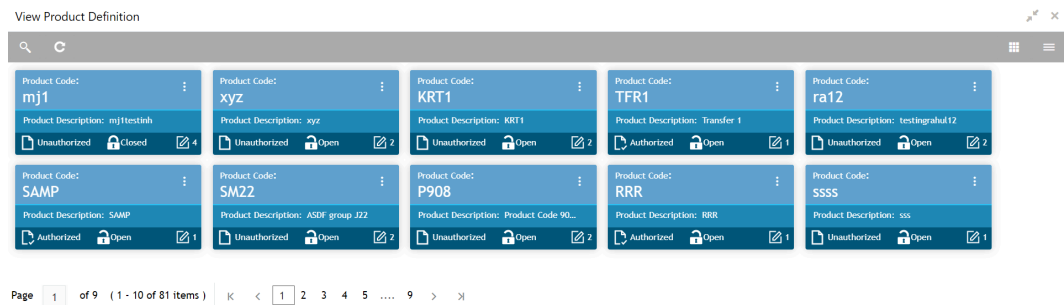 View Product Definition
Product Code: Product Code: Product Code: Product Code: Product Code:
mj1 xyz KRT1 TFR1 ra12
Product Description: mj1testinh Product Description: xyz Product Description: KRT1 Product Description: Transfer 1 Product Description: testingrahul12
Unauthorized Closed 4 Unauthorized Open 2 Unauthorized Open 2 Authorized Open 1 Unauthorized Open 2
Product Code: Product Code: Product Code: Product Code: Product Code:
SAMP SM22 P908 RRR ssss
Product Description: SAMP Product Description: ASDF group J22 Product Description: Product Code 90... Product Description: RRR Product Description: sss
Authorized Open 1 Unauthorized Open 2 Unauthorized Open 2 Authorized Open 1 Unauthorized Open 1
Page 1 of 9 ( 1 - 10 of 81 items ) 1 2 3 4 5 .... 9